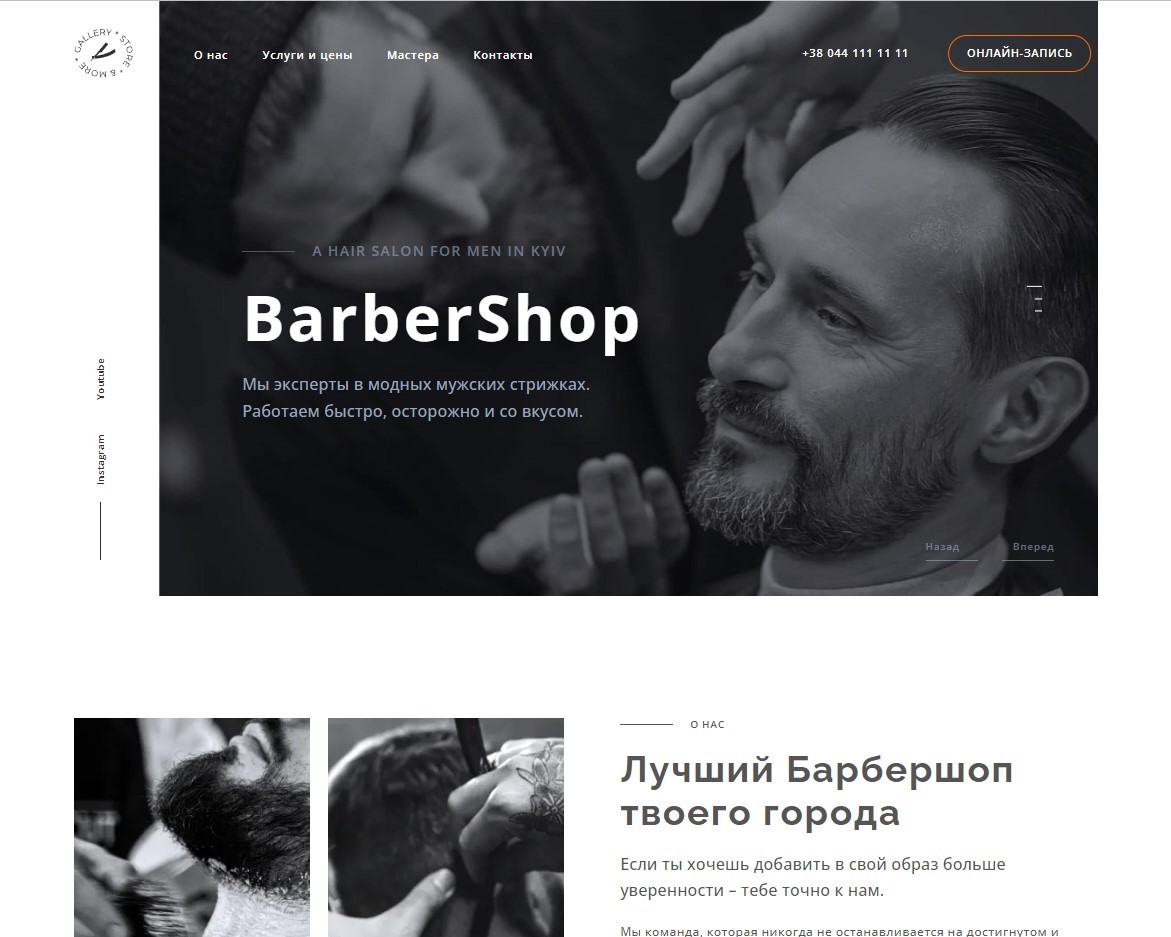 GALLERY * STORE * & MORE *
О нас
Услуги и цены
Мастера
Контакты
+38 044 111 11 11
ОНЛАЙН-ЗАПИСЬ
A HAIR SALON FOR MEN IN KYIV
BarberShop
Мы эксперты в модных мужских стрижках.
Работаем быстро, осторожно и со вкусом.
Youtube
Instagram
Назад
Вперед
О НАС
Лучший Барбершоп
твоего города
Если ты хочешь добавить в свой образ больше
уверенности – тебе точно к нам.
Мы команда, которая никогда не останавливается на достигнутом и